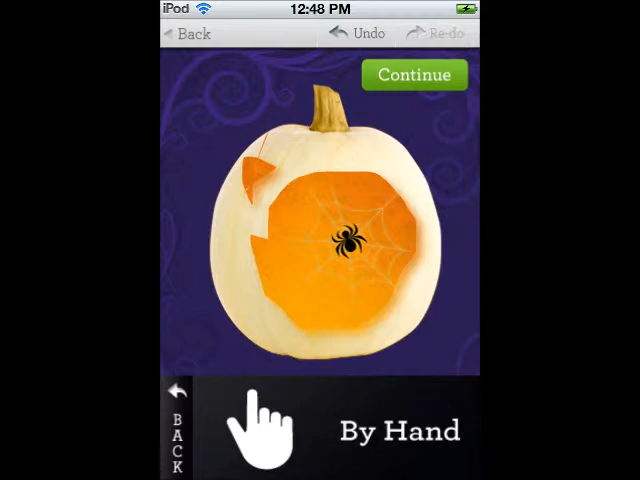 iPod 12:48 PM
Back Undo Re-do
Continue
BACK
By Hand